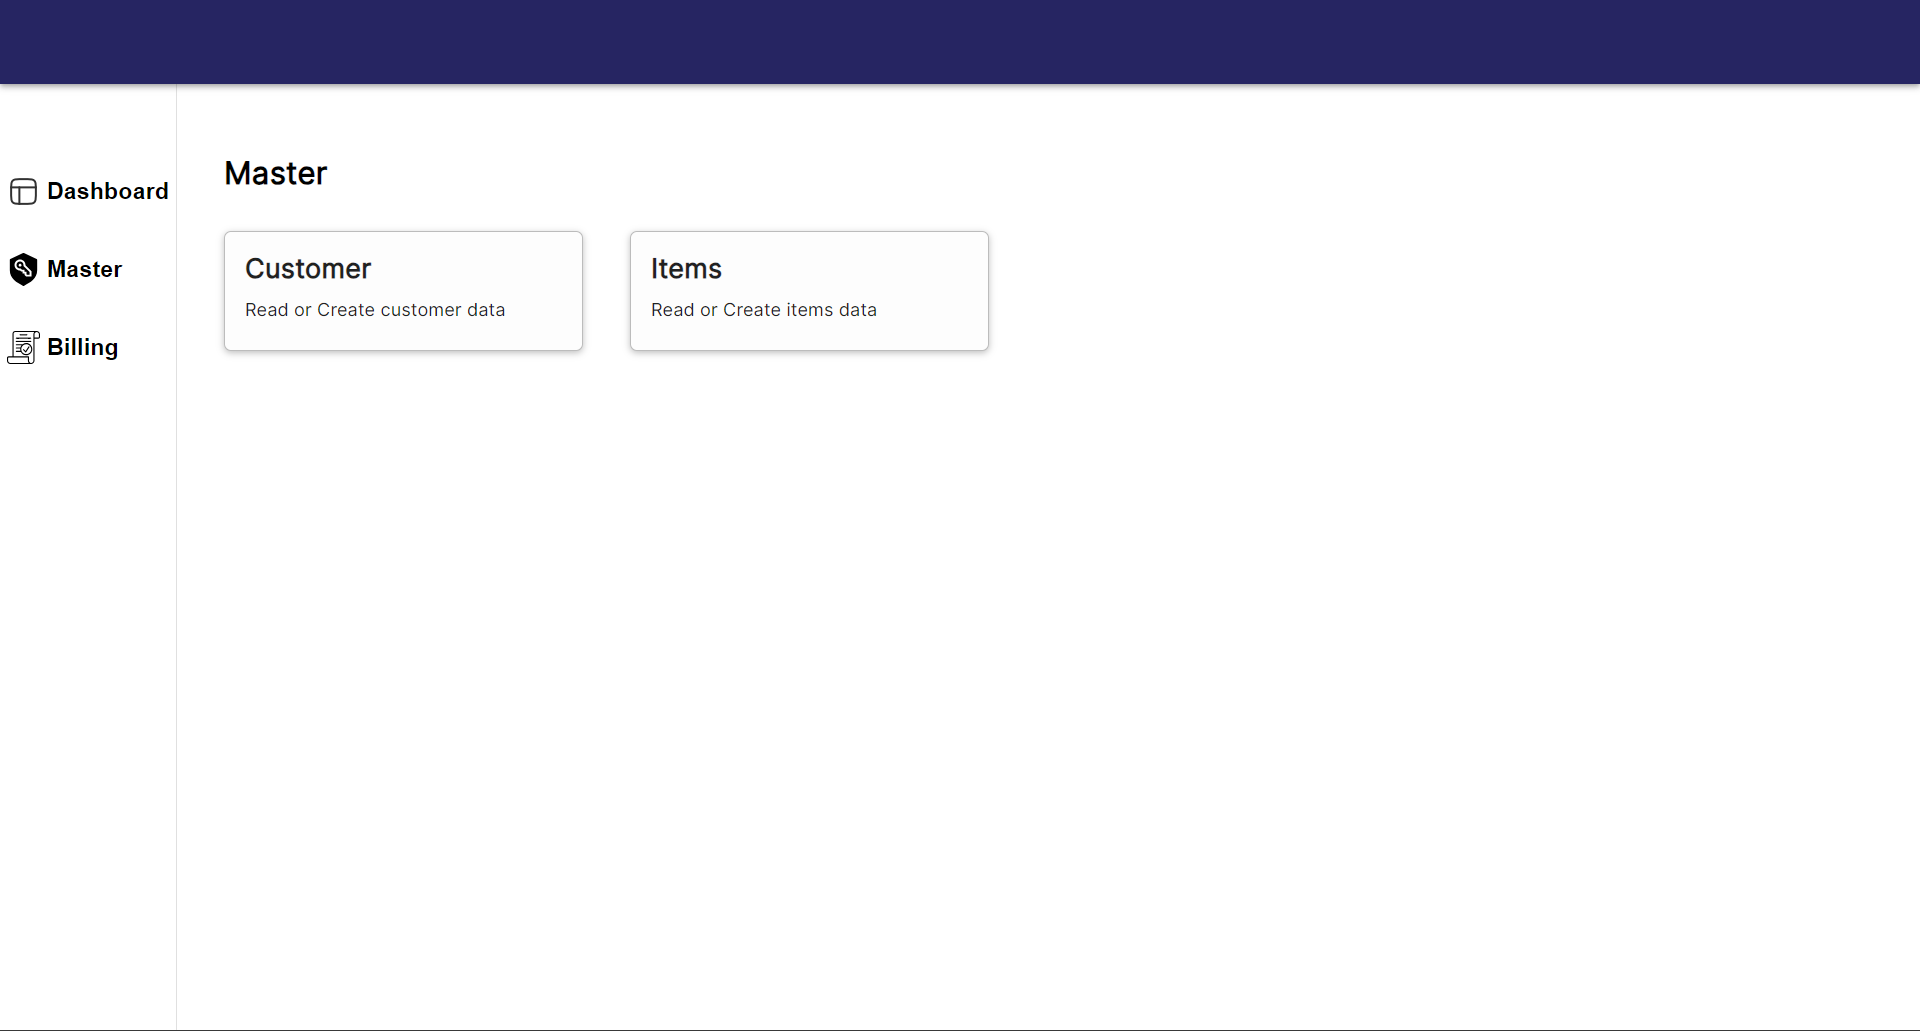 Dashboard
Master
Billing
Master
Customer
Read or Create customer data
Items
Read or Create items data